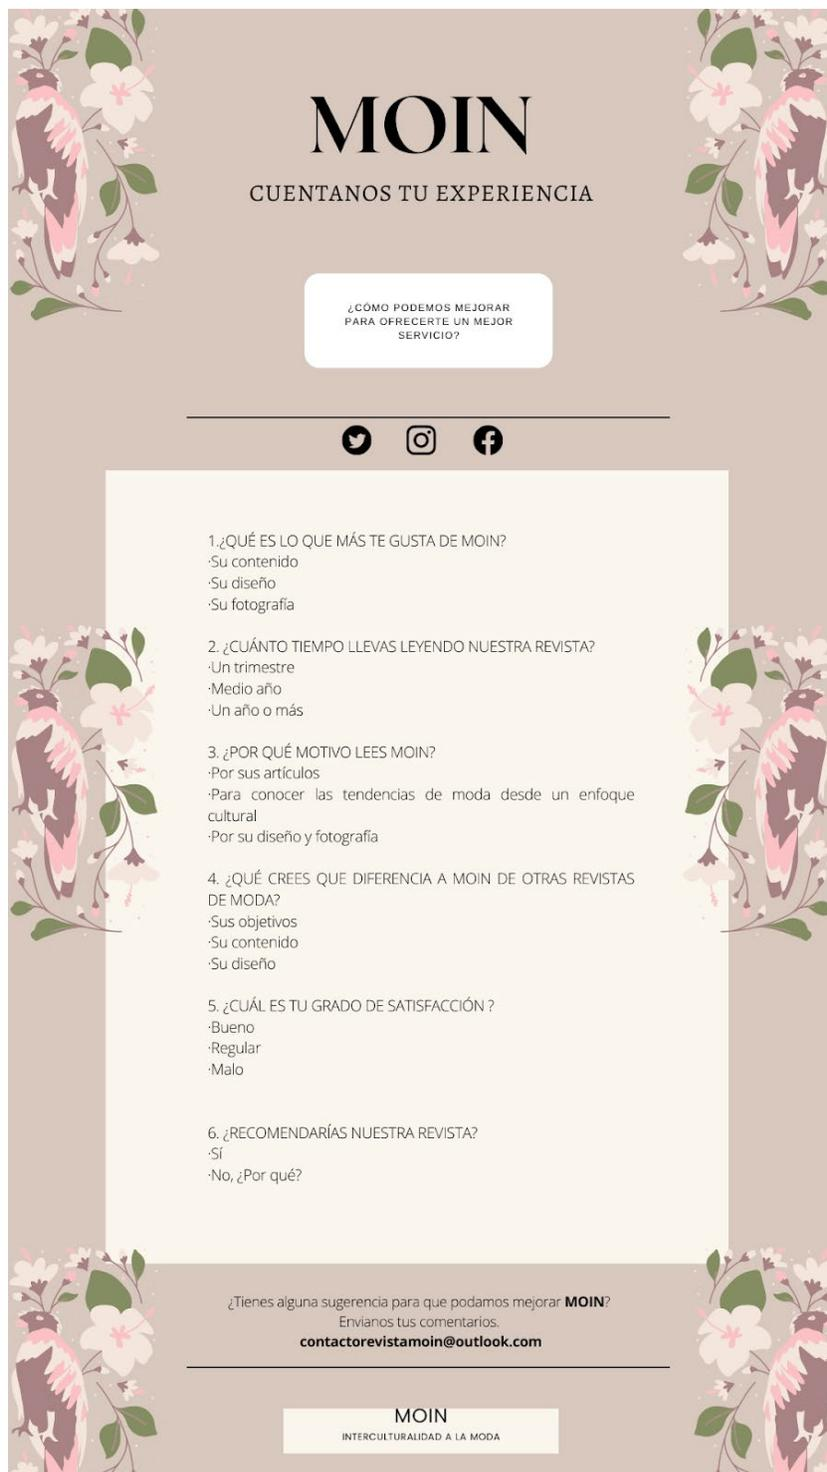 MOIN
CUENTANOS TU EXPERIENCIA
¿CÓMO PODEMOS MEJORAR
PARA OFRECERTE UN MEJOR
SERVICIO?
1.¿QUÉ ES LO QUE MÁS TE GUSTA DE MOIN?
·Su contenido
·Su diseño
·Su fotografía
2. ¿CUÁNTO TIEMPO LLEVAS LEYENDO NUESTRA REVISTA?
·Un trimestre
·Medio año
·Un año o más
3. ¿POR QUÉ MOTIVO LEES MOIN?
·Por sus artículos
·Para conocer las tendencias de moda desde un enfoque
cultural
·Por su diseño y fotografía
4. ¿QUÉ CREES QUE DIFERENCIA A MOIN DE OTRAS REVISTAS
DE MODA?
·Sus objetivos
·Su contenido
·Su diseño
5. ¿CUÁL ES TU GRADO DE SATISFACCIÓN ?
·Bueno
·Regular
·Malo
6. ¿RECOMENDARÍAS NUESTRA REVISTA?
·Sí
·No, ¿Por qué?
¿Tienes alguna sugerencia para que podamos mejorar MOIN?
Envianos tus comentarios.
contactorevistamoin@outlook.com
MOIN
INTERCULTURALIDAD A LA MODA